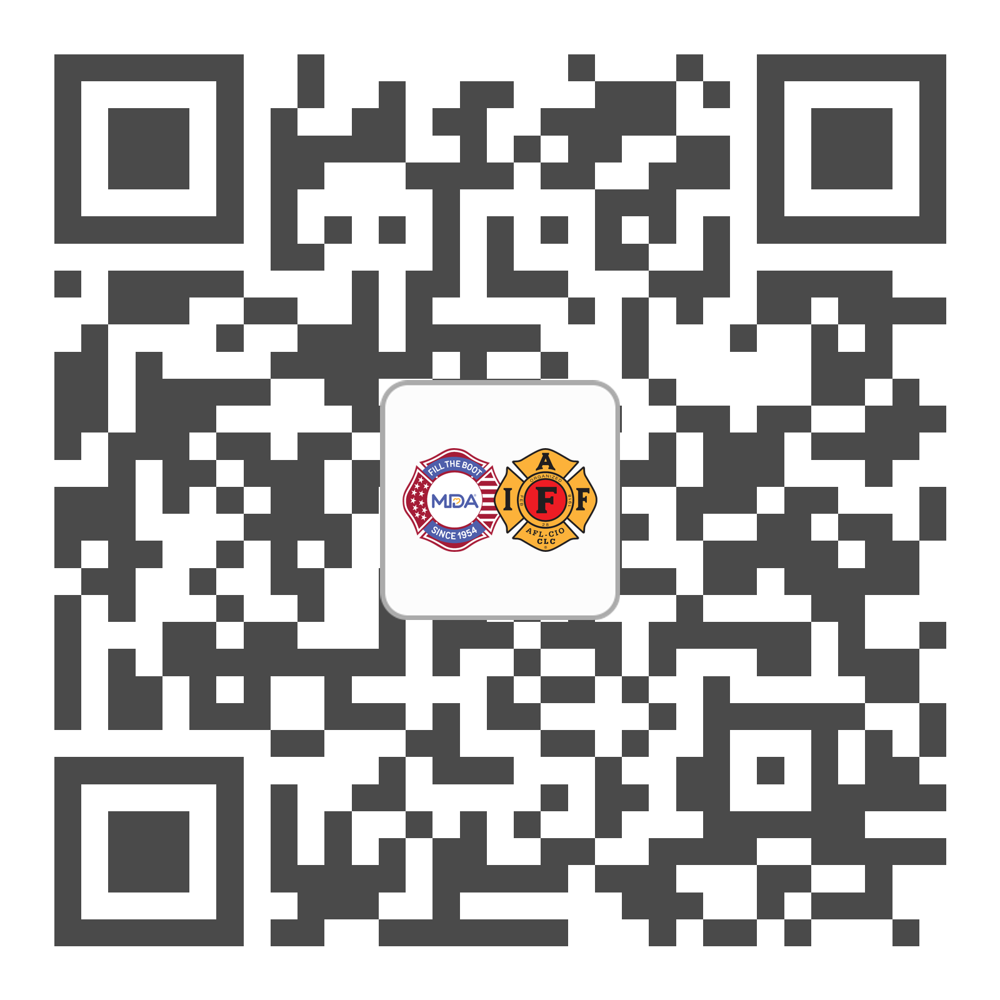 FILL THE BOOT
MDA®
SINCE 1954
A
ORGANIZED
I F F
FEB 1918
28
AFL-CIO
CLC
®